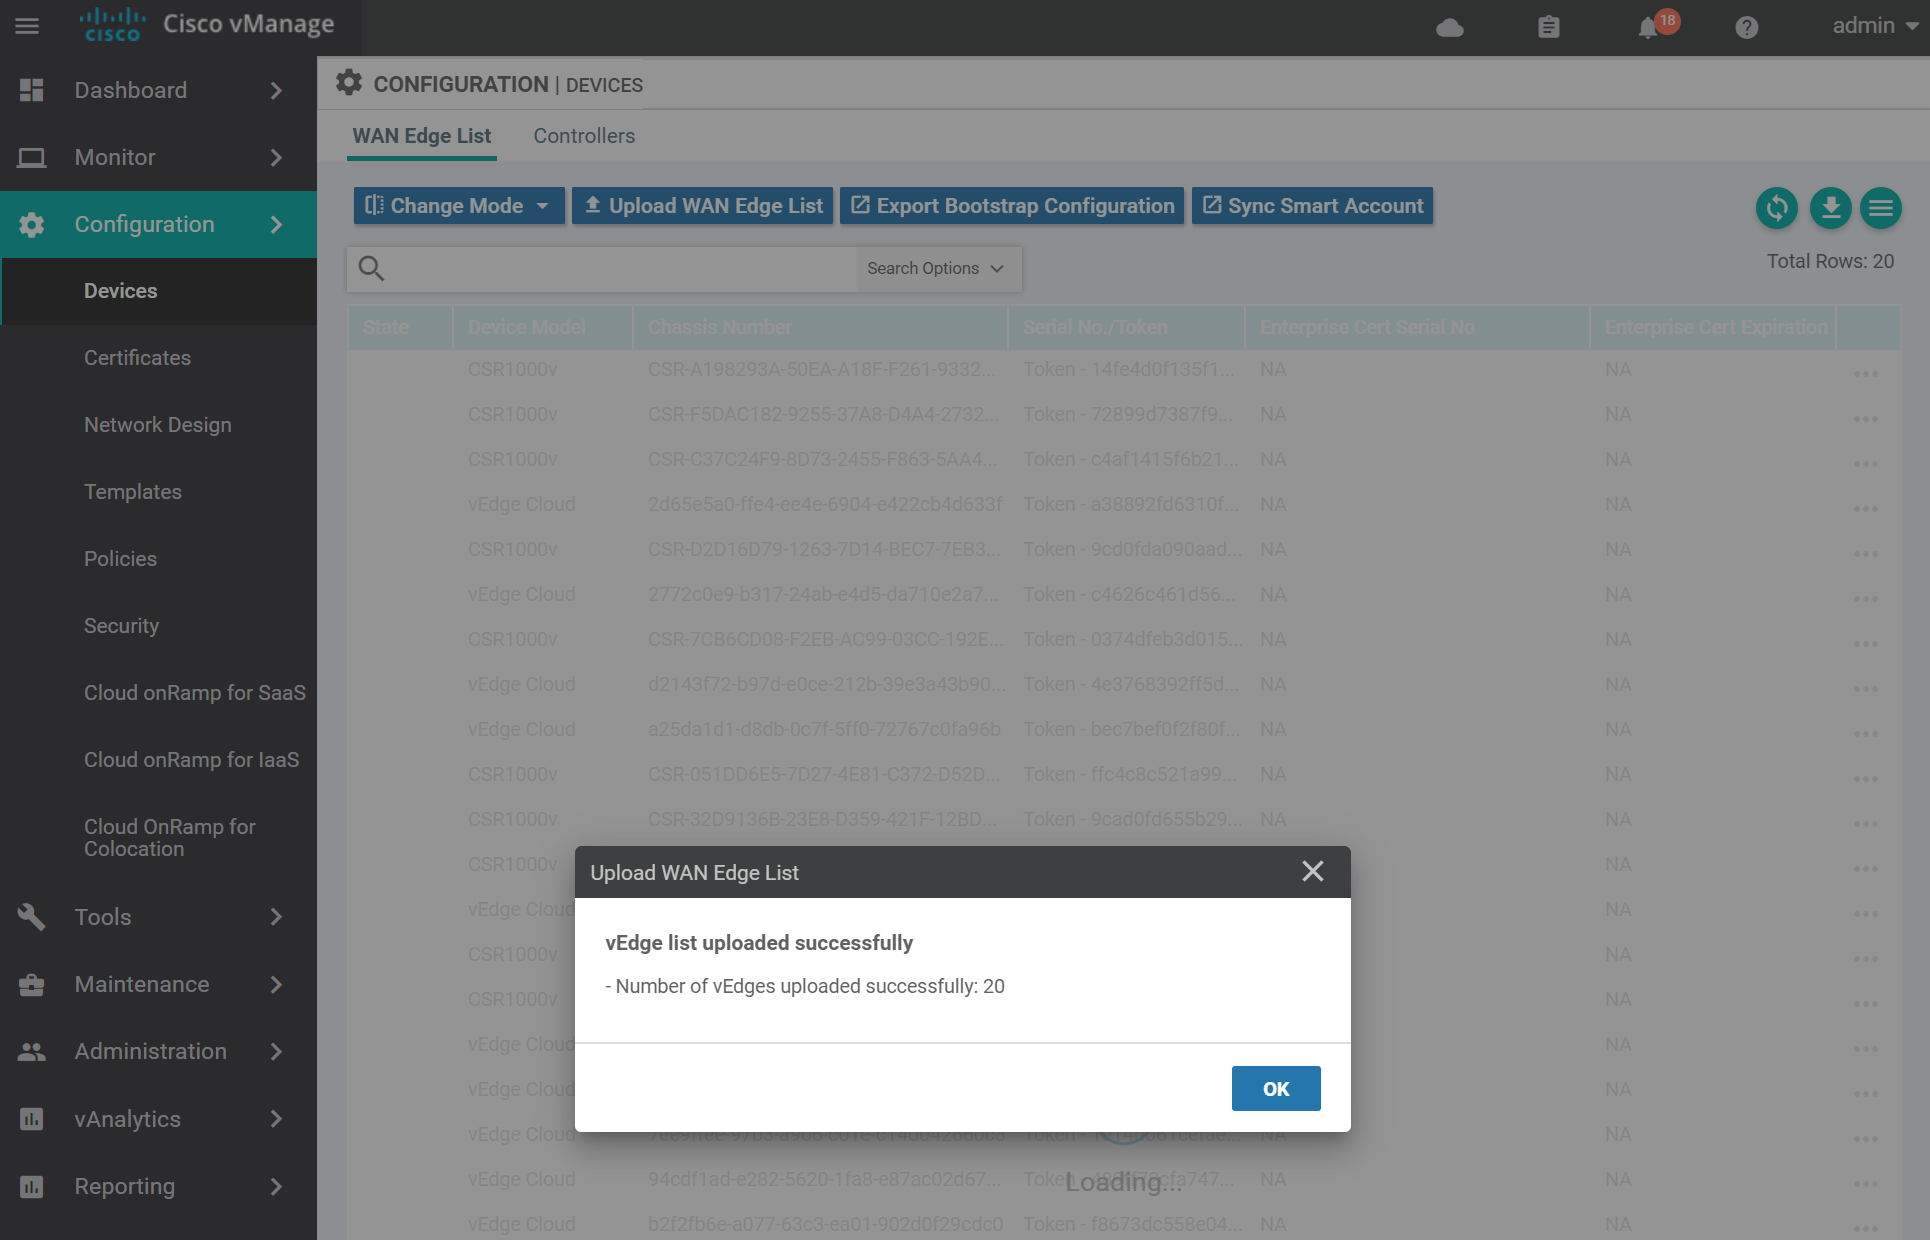 cisco Cisco vManage
18
admin
Dashboard
Monitor
Configuration
Devices
Certificates
Network Design
Templates
Policies
Security
Cloud onRamp for SaaS
Cloud onRamp for IaaS
Cloud OnRamp for
Colocation
Tools
Maintenance
Administration
vAnalytics
Reporting
CONFIGURATION | DEVICES
WAN Edge List Controllers
Change Mode Upload WAN Edge List Export Bootstrap Configuration Sync Smart Account
Search Options
Total Rows: 20
State Device Model Chassis Number Serial No./Token Enterprise Cert Serial No Enterprise Cert Expiration
CSR1000v CSR-A198293A-50EA-A18F-F261-9332... Token - 14fe4d0f135f1... NA NA
CSR1000v CSR-F5DAC182-9255-37A8-D4A4-2732... Token - 72899d7387f9... NA NA
CSR1000v CSR-C37C24F9-8D73-2455-F863-5AA4... Token - c4af1415f6b21... NA NA
vEdge Cloud 2d65e5a0-ffe4-ee4e-6904-e422cb4d633f Token - a38892fd6310f... NA NA
CSR1000v CSR-D2D16D79-1263-7D14-BEC7-7EB3... Token - 9cd0fda090aad... NA NA
vEdge Cloud 2772c0e9-b317-24ab-e4d5-da710e2a7... Token - c4626c461d56... NA NA
CSR1000v CSR-7CB6CD08-F2EB-AC99-03CC-192E... Token - 0374dfeb3d015... NA NA
vEdge Cloud d2143f72-b97d-e0ce-212b-39e3a43b90... Token - 4e3768392ff5d... NA NA
vEdge Cloud a25da1d1-d8db-0c7f-5ff0-72767c0fa96b Token - bec7bef0f2f80f... NA NA
CSR1000v CSR-051DD6E5-7D27-4E81-C372-D52D... Token - ffc4c8c521a99... NA NA
CSR1000v CSR-32D9136B-23E8-D359-421F-12BD... Token - 9cad0fd655b29... NA NA
CSR1000v NA
vEdge Cloud NA
CSR1000v NA
CSR1000v NA
vEdge Cloud NA
vEdge Cloud NA
vEdge Cloud Token - NA NA
vEdge Cloud 94cdf1ad-e282-5620-1fa8-e87ac02d67... Token NA NA
vEdge Cloud b2f2fb6e-a077-63c3-ea01-902d0f29cdc0 Token - f8673dc558e04... NA NA
Upload WAN Edge List
vEdge list uploaded successfully
- Number of vEdges uploaded successfully: 20
OK
Loading...